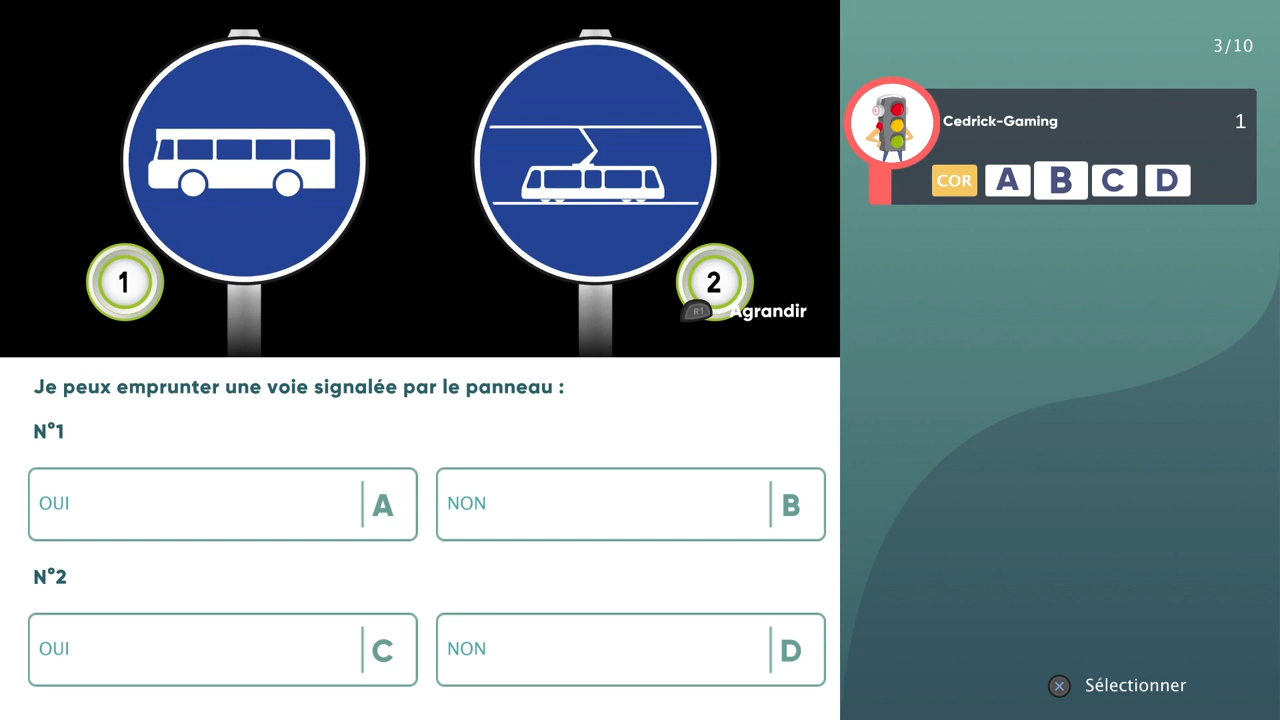 3/10
Cedrick-Gaming 1
COR A B C D
1
2
R1 Agrandir
Je peux emprunter une voie signalée par le panneau :
N°1
OUI A
NON B
N°2
OUI C
NON D
Sélectionner